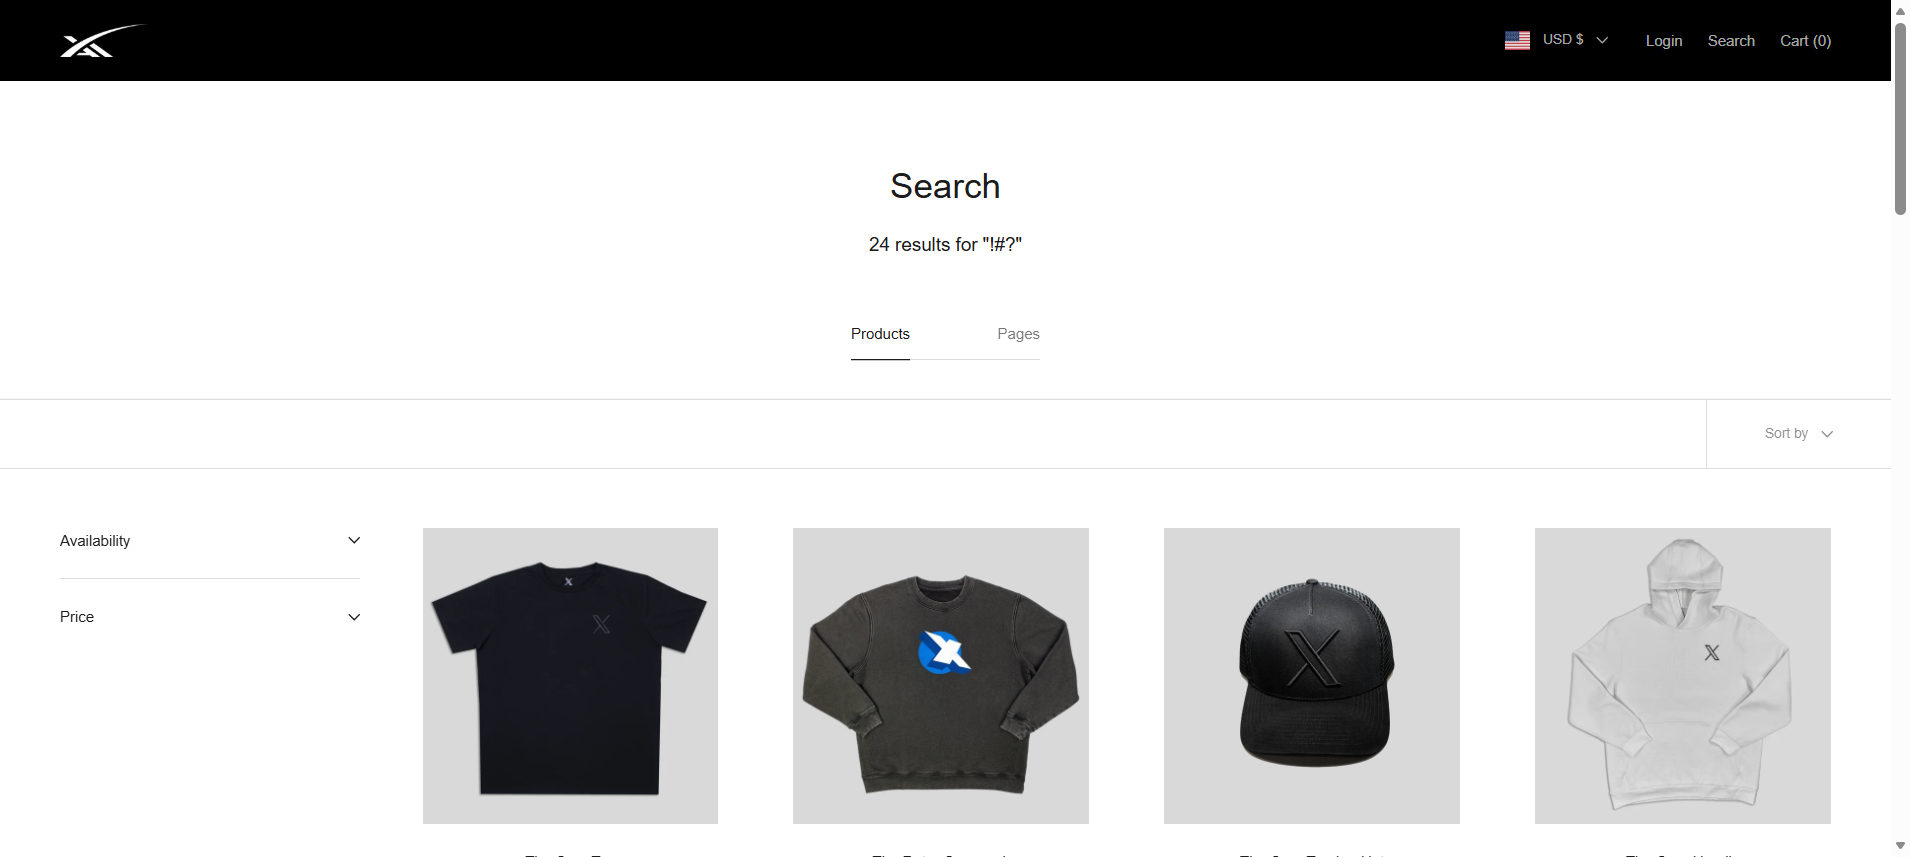 USD $
Login
Search
Cart (0)
Search
24 results for "!#?"
Products
Pages
Sort by
Availability
Price